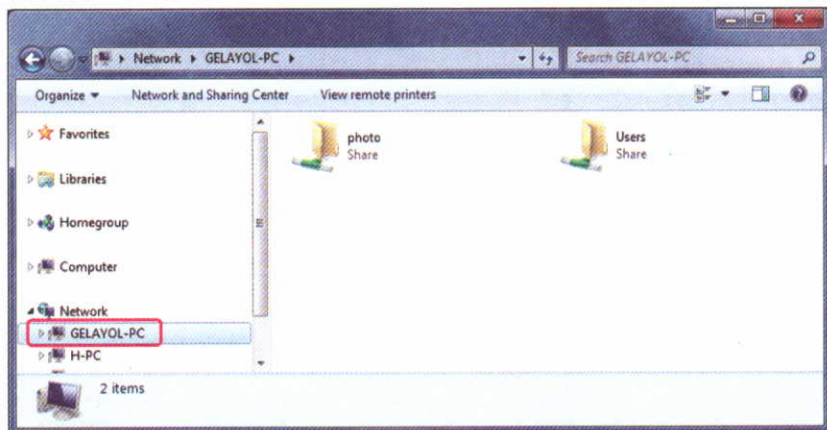 Network ▸ GELAYOL-PC ▸
Search GELAYOL-PC
Organize ▾ Network and Sharing Center View remote printers
Favorites
Libraries
Homegroup
Computer
Network
GELAYOL-PC
H-PC
photo
Share
Users
Share
2 items